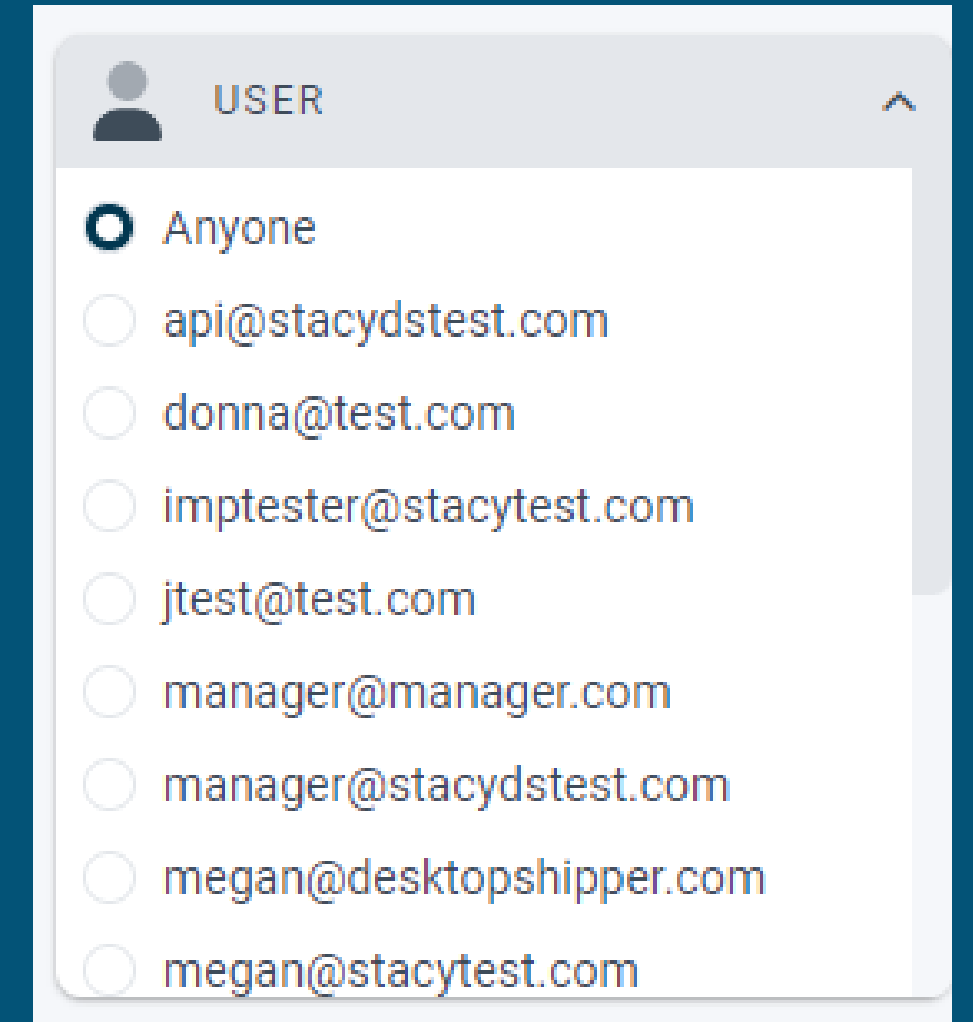 USER
Anyone
api@stacydstest.com
donna@test.com
imptester@stacytest.com
jtest@test.com
manager@manager.com
manager@stacydstest.com
megan@desktopshipper.com
megan@stacytest.com